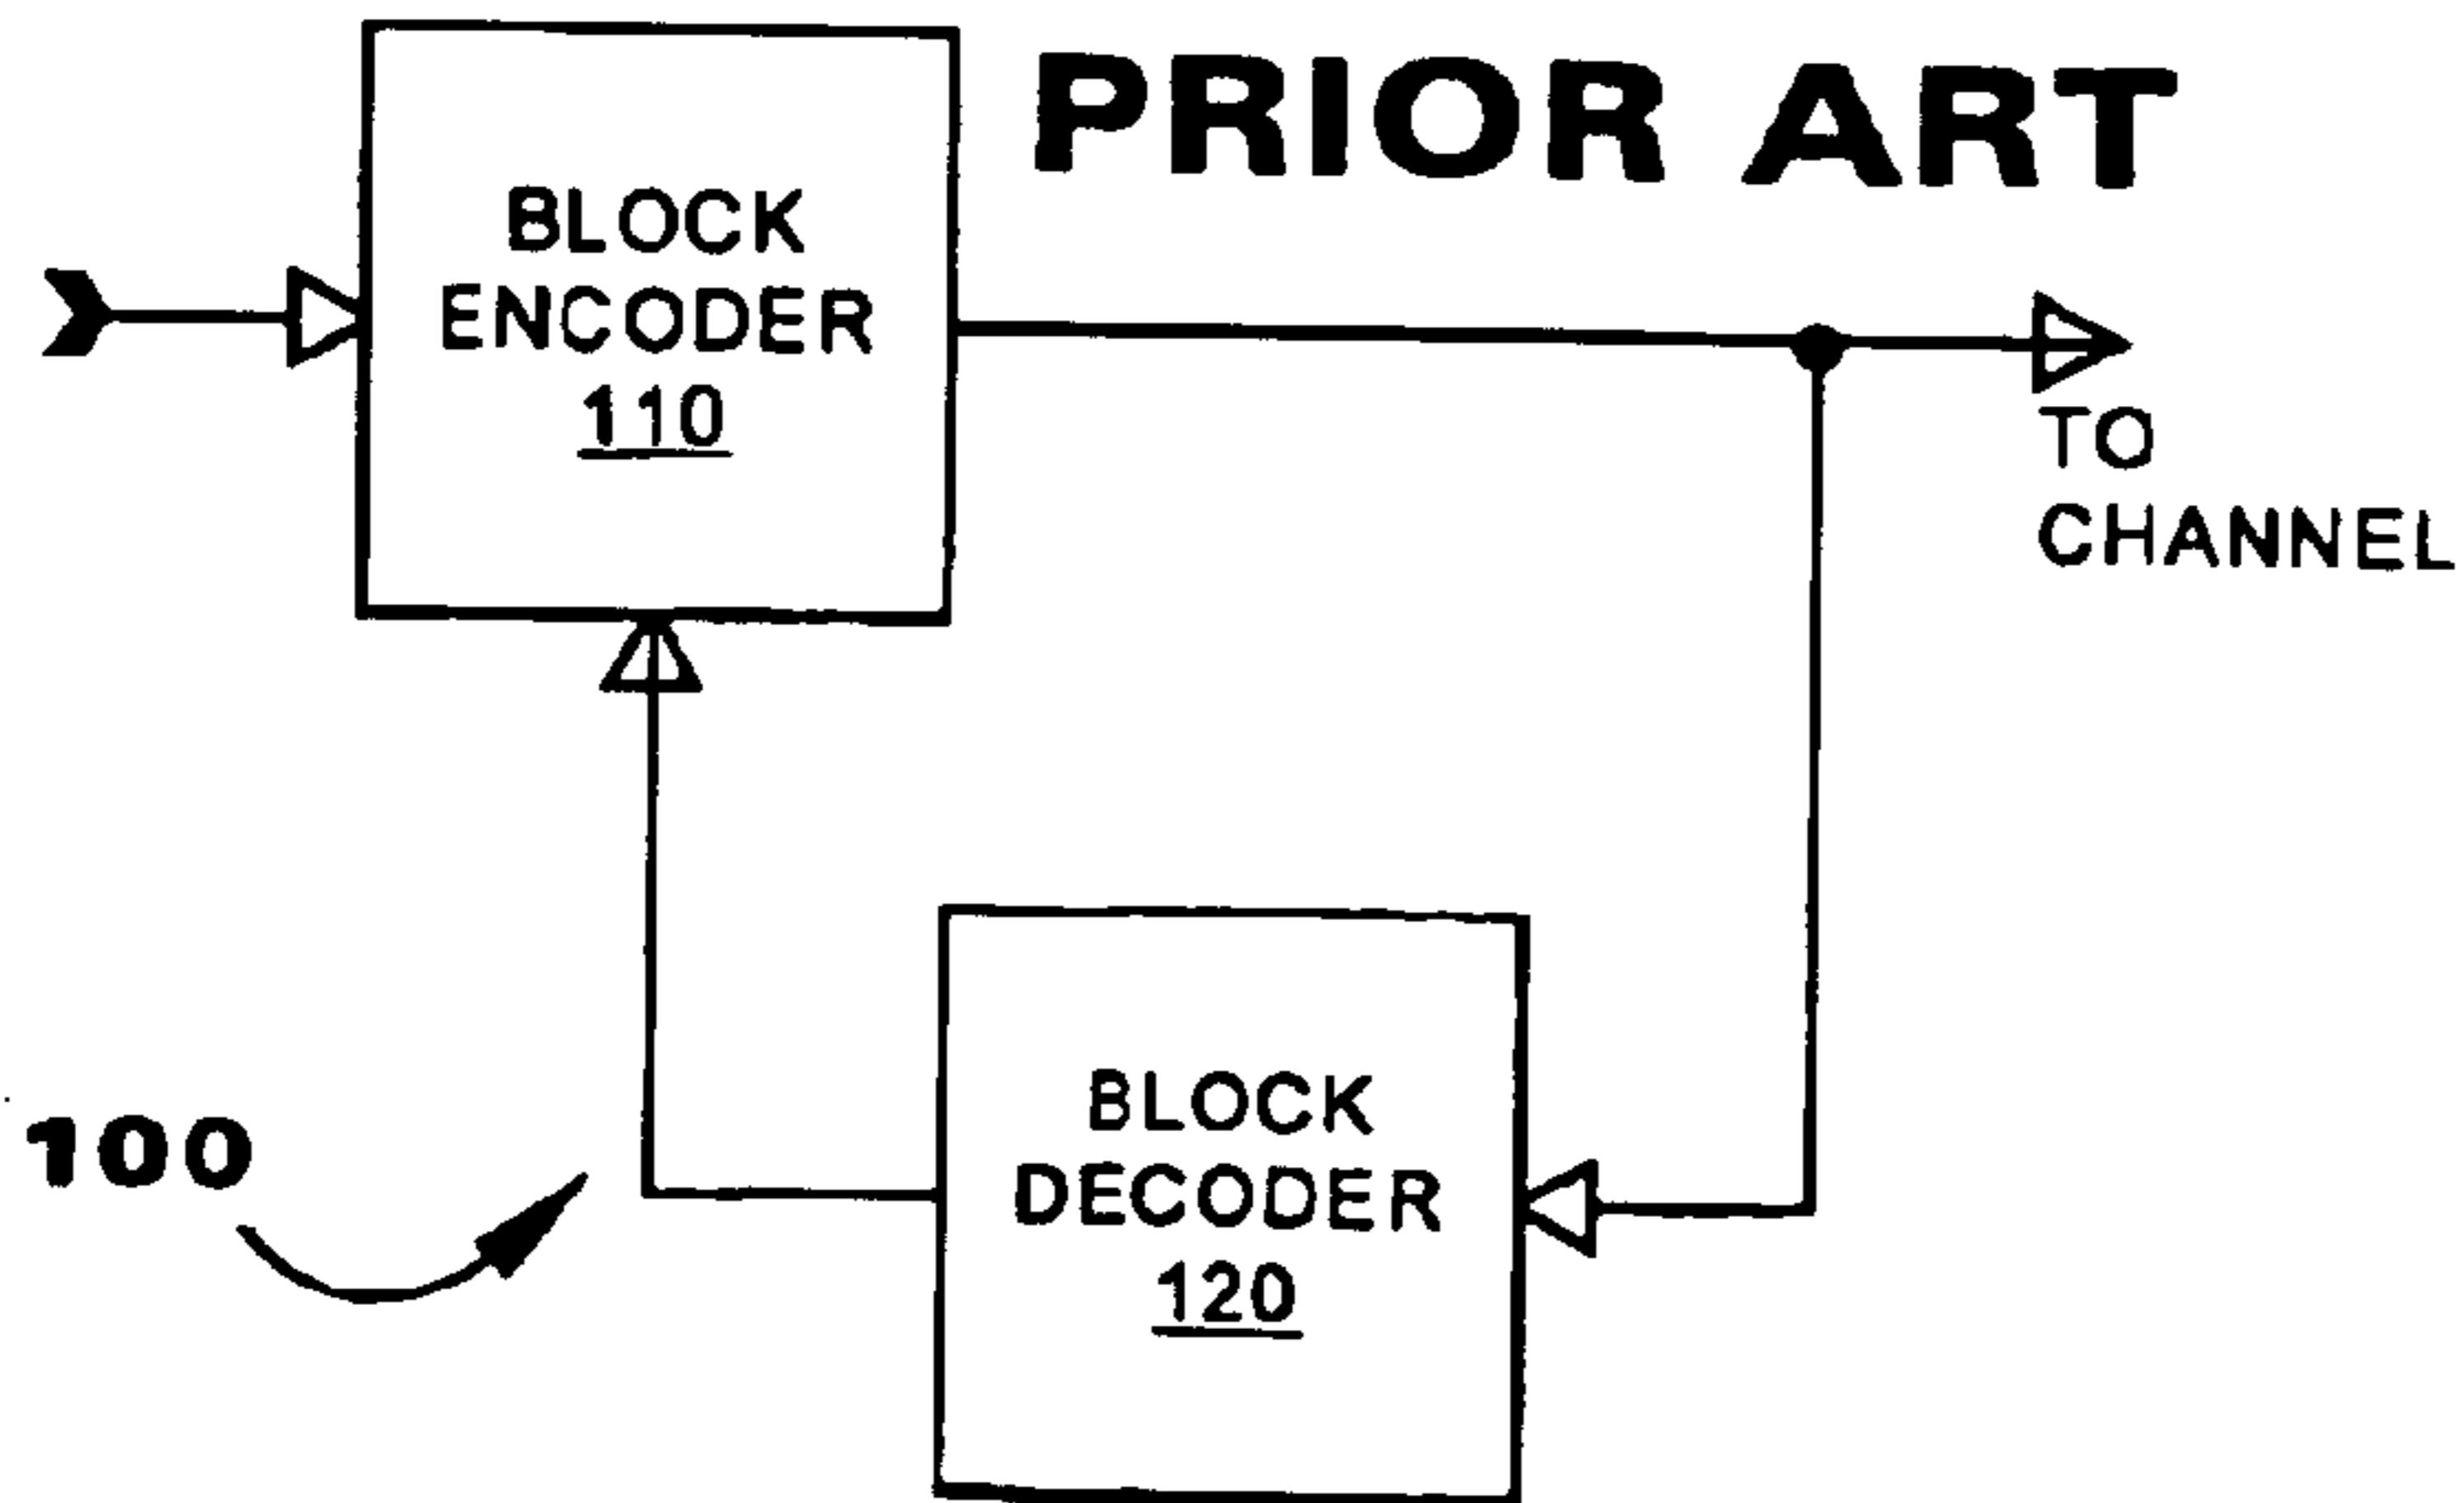 PRIOR ART
BLOCK
ENCODER
110
TO
CHANNEL
100
BLOCK
DECODER
120